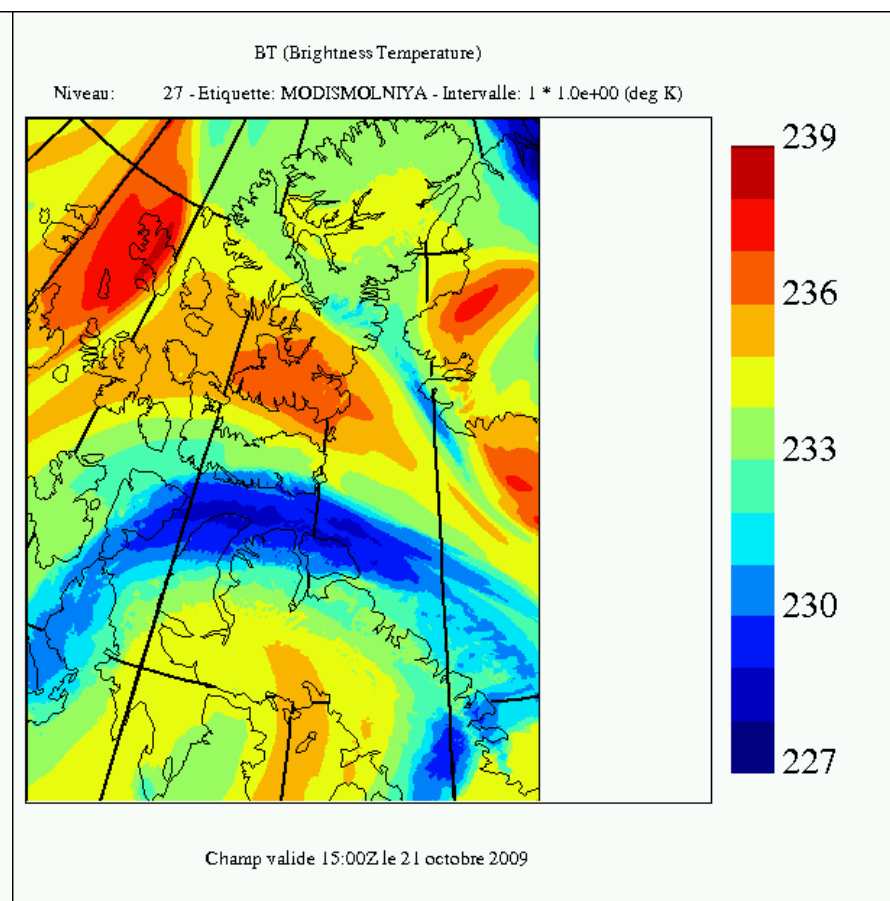 BT (Brightness Temperature)
Niveau: 27 - Etiquette: MODISMOLNIYA - Intervalle: 1 * 1.0e+00 (deg K)
239
236
233
230
227
Champ valide 15:00Z le 21 octobre 2009